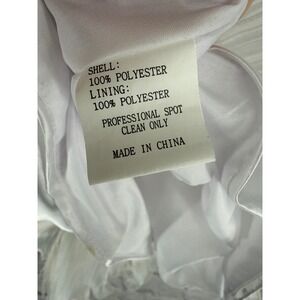 SHELL:
100% POLYESTER
LINING:
100% POLYESTER
PROFESSIONAL SPOT
CLEAN ONLY
MADE IN CHINA